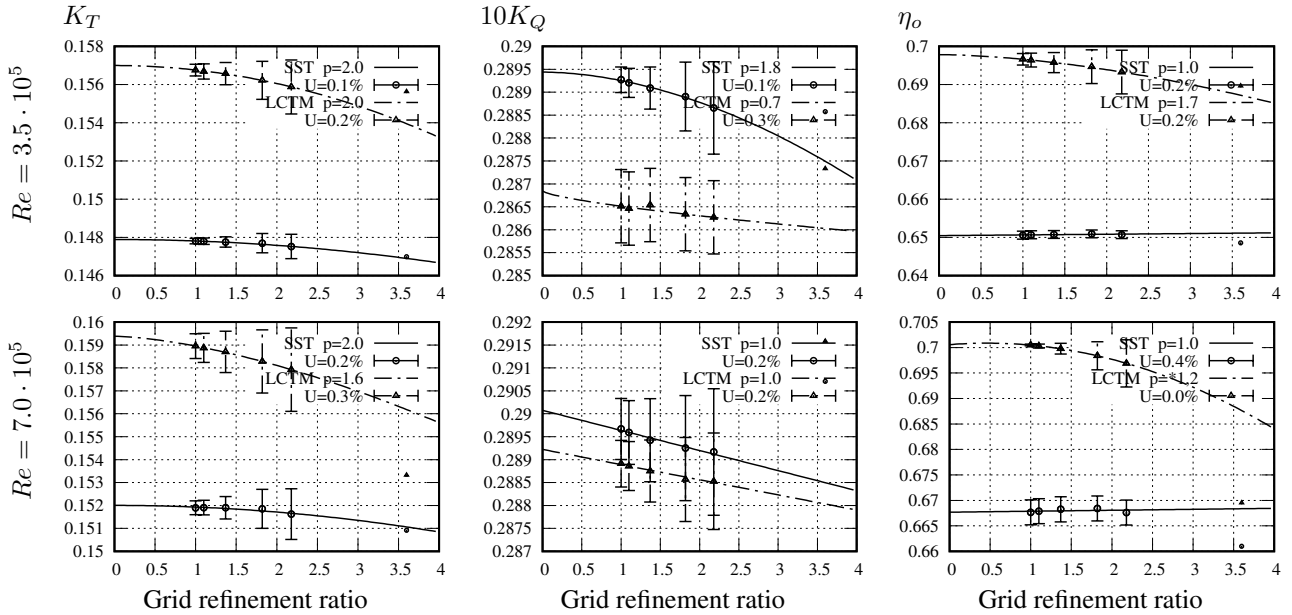 K_T 10K_Q η_o
Re = 3.5 · 10^5
0.158
0.156
0.154
0.152
0.15
0.148
0.146
0 0.5 1 1.5 2 2.5 3 3.5 4
SST p=2.0
U=0.1%
LCTM p=2.0
U=0.2%
0.29
0.2895
0.289
0.2885
0.288
0.2875
0.287
0.2865
0.286
0.2855
0.285
0 0.5 1 1.5 2 2.5 3 3.5 4
SST p=1.8
U=0.1%
LCTM p=0.7
U=0.3%
0.7
0.69
0.68
0.67
0.66
0.65
0.64
0 0.5 1 1.5 2 2.5 3 3.5 4
SST p=1.0
U=0.2%
LCTM p=1.7
U=0.2%
Re = 7.0 · 10^5
0.16
0.159
0.158
0.157
0.156
0.155
0.154
0.153
0.152
0.151
0.15
0 0.5 1 1.5 2 2.5 3 3.5 4
SST p=2.0
U=0.2%
LCTM p=1.6
U=0.3%
Grid refinement ratio
0.292
0.2915
0.291
0.2905
0.29
0.2895
0.289
0.2885
0.288
0.2875
0.287
0 0.5 1 1.5 2 2.5 3 3.5 4
SST p=1.0
U=0.2%
LCTM p=1.0
U=0.2%
Grid refinement ratio
0.705
0.7
0.695
0.69
0.685
0.68
0.675
0.67
0.665
0.66
0 0.5 1 1.5 2 2.5 3 3.5 4
SST p=1.0
U=0.4%
LCTM p=*1.2
U=0.0%
Grid refinement ratio